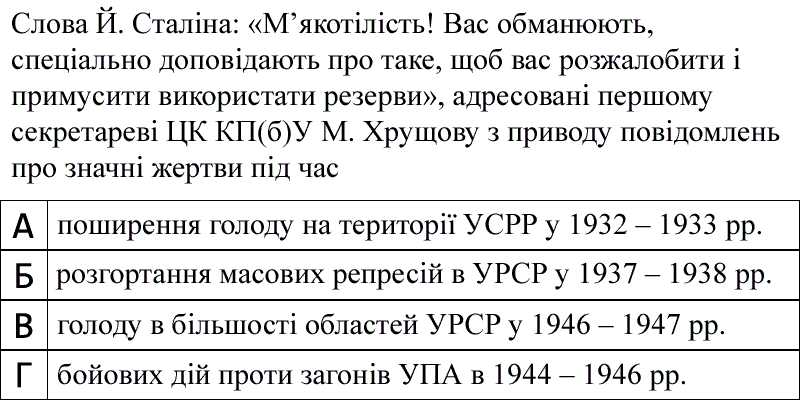 Слова Й. Сталіна: «М’якотілість! Вас обманюють,
спеціально доповідають про таке, щоб вас розжалобити і
примусити використати резерви», адресовані першому
секретареві ЦК КП(б)У М. Хрущову з приводу повідомлень
про значні жертви під час
А поширення голоду на території УСРР у 1932 – 1933 рр.
Б розгортання масових репресій в УРСР у 1937 – 1938 рр.
В голоду в більшості областей УРСР у 1946 – 1947 рр.
Г бойових дій проти загонів УПА в 1944 – 1946 рр.